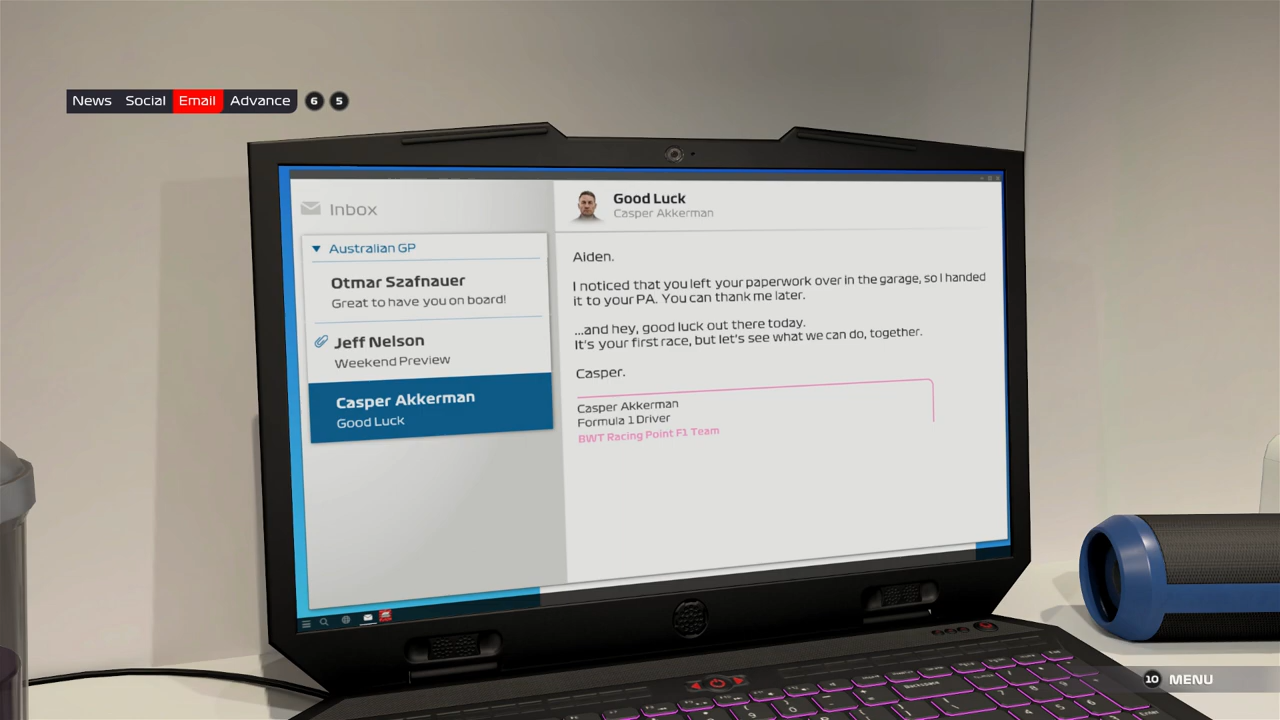 News Social Email Advance 6 5
Inbox
Australian GP
Otmar Szafnauer
Great to have you on board!
Jeff Nelson
Weekend Preview
Casper Akkerman
Good Luck
Good Luck
Casper Akkerman
Aiden.
I noticed that you left your paperwork over in the garage, so I handed
it to your PA. You can thank me later.
...and hey, good luck out there today.
It's your first race, but let's see what we can do, together.
Casper.
Casper Akkerman
Formula 1 Driver
BWT Racing Point F1 Team
10 MENU